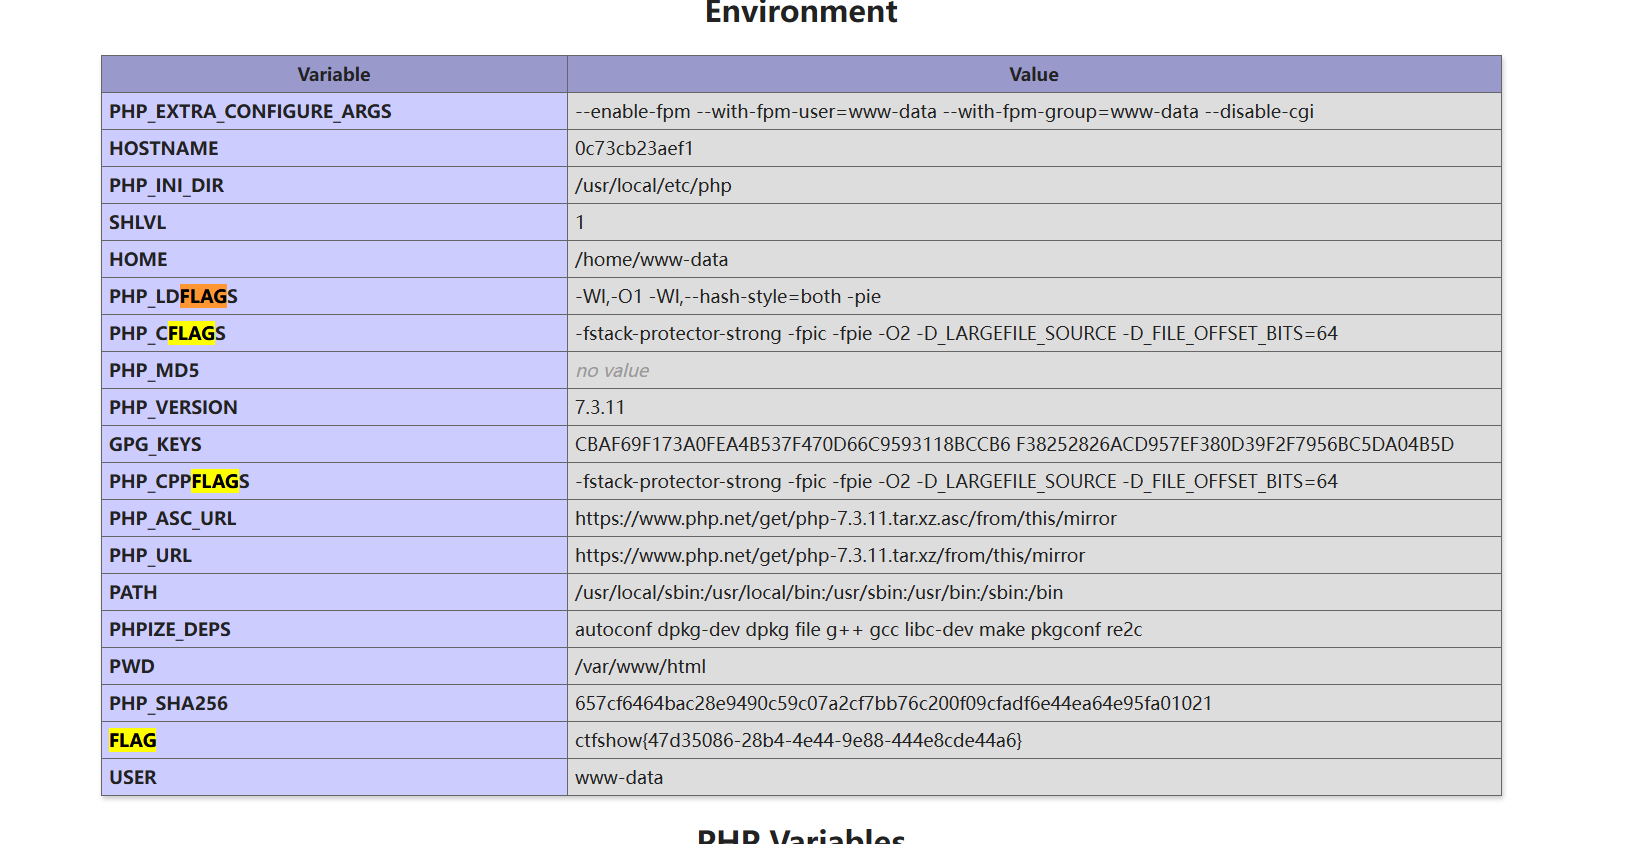 Environment
Variable Value
PHP_EXTRA_CONFIGURE_ARGS --enable-fpm --with-fpm-user=www-data --with-fpm-group=www-data --disable-cgi
HOSTNAME 0c73cb23aef1
PHP_INI_DIR /usr/local/etc/php
SHLVL 1
HOME /home/www-data
PHP_LDFLAGS -Wl,-O1 -Wl,--hash-style=both -pie
PHP_CFLAGS -fstack-protector-strong -fpic -fpie -O2 -D_LARGEFILE_SOURCE -D_FILE_OFFSET_BITS=64
PHP_MD5 no value
PHP_VERSION 7.3.11
GPG_KEYS CBAF69F173A0FEA4B537F470D66C9593118BCCB6 F38252826ACD957EF380D39F2F7956BC5DA04B5D
PHP_CPPFLAGS -fstack-protector-strong -fpic -fpie -O2 -D_LARGEFILE_SOURCE -D_FILE_OFFSET_BITS=64
PHP_ASC_URL https://www.php.net/get/php-7.3.11.tar.xz.asc/from/this/mirror
PHP_URL https://www.php.net/get/php-7.3.11.tar.xz/from/this/mirror
PATH /usr/local/sbin:/usr/local/bin:/usr/sbin:/usr/bin:/sbin:/bin
PHPIZE_DEPS autoconf dpkg-dev dpkg file g++ gcc libc-dev make pkgconf re2c
PWD /var/www/html
PHP_SHA256 657cf6464bac28e9490c59c07a2cf7bb76c200f09cfadf6e44ea64e95fa01021
FLAG ctfshow{47d35086-28b4-4e44-9e88-444e8cde44a6}
USER www-data
PHP Variables